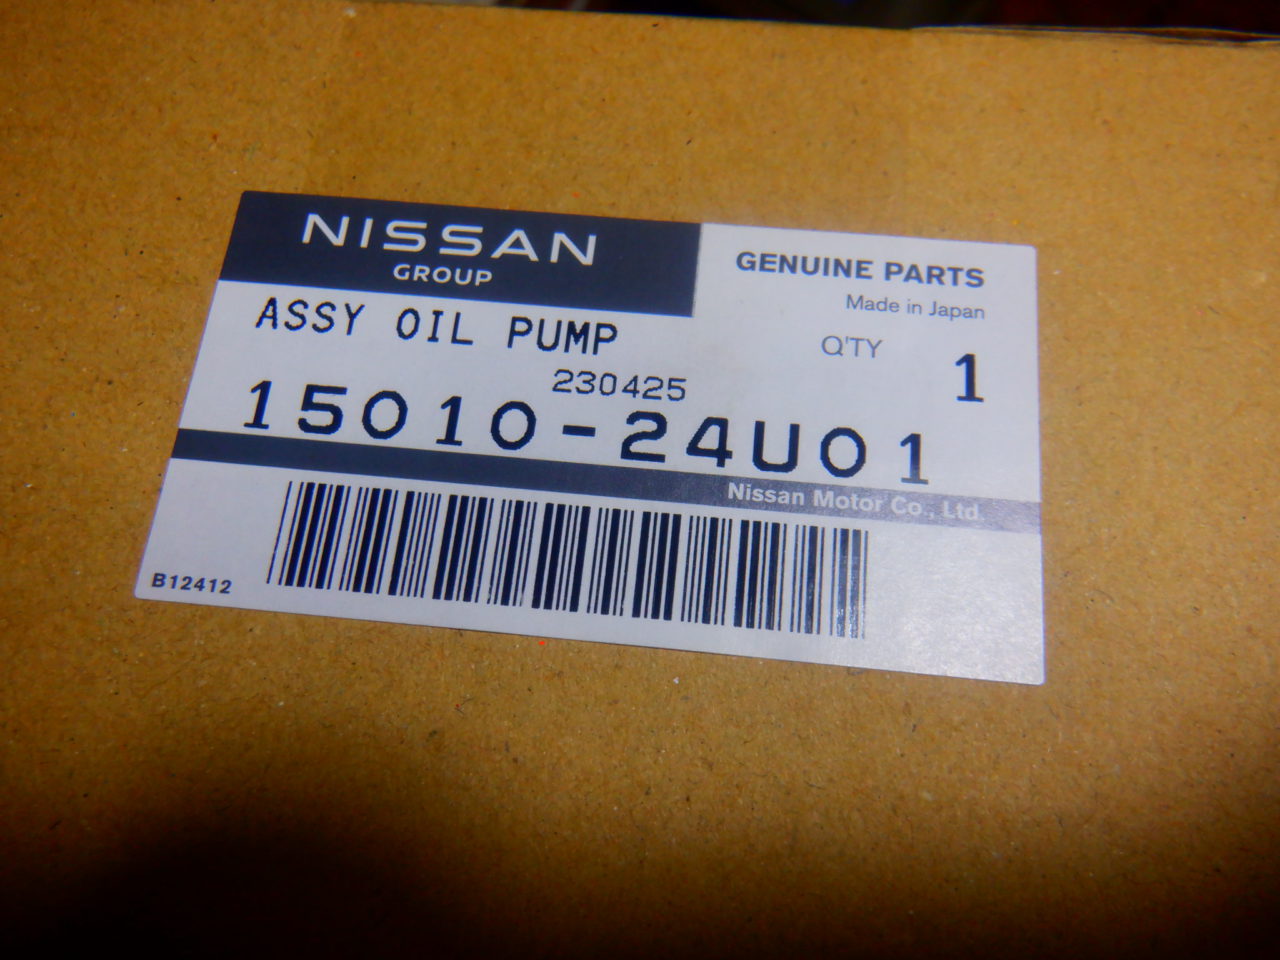 NISSAN
GROUP
GENUINE PARTS
Made in Japan
ASSY OIL PUMP
Q'TY 1
230425
15010-24U01
Nissan Motor Co., Ltd.
B12412